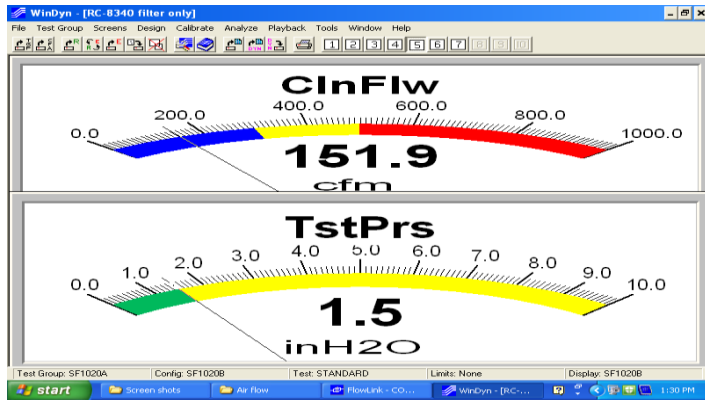 WinDyn - [RC-8340 filter only]
File Test Group Screens Design Calibrate Analyze Playback Tools Window Help
1 2 3 4 5 6 7 8 9 10
ClnFlw
0.0 200.0 400.0 600.0 800.0 1000.0
151.9
cfm
TstPrs
0.0 1.0 2.0 3.0 4.0 5.0 6.0 7.0 8.0 9.0 10.0
1.5
inH2O
Test Group: SF1020A Config: SF1020B Test: STANDARD Limits: None Display: SF1020B
start Screen shots Air flow FlowLink - CO... WinDyn - [RC-... 1:30 PM